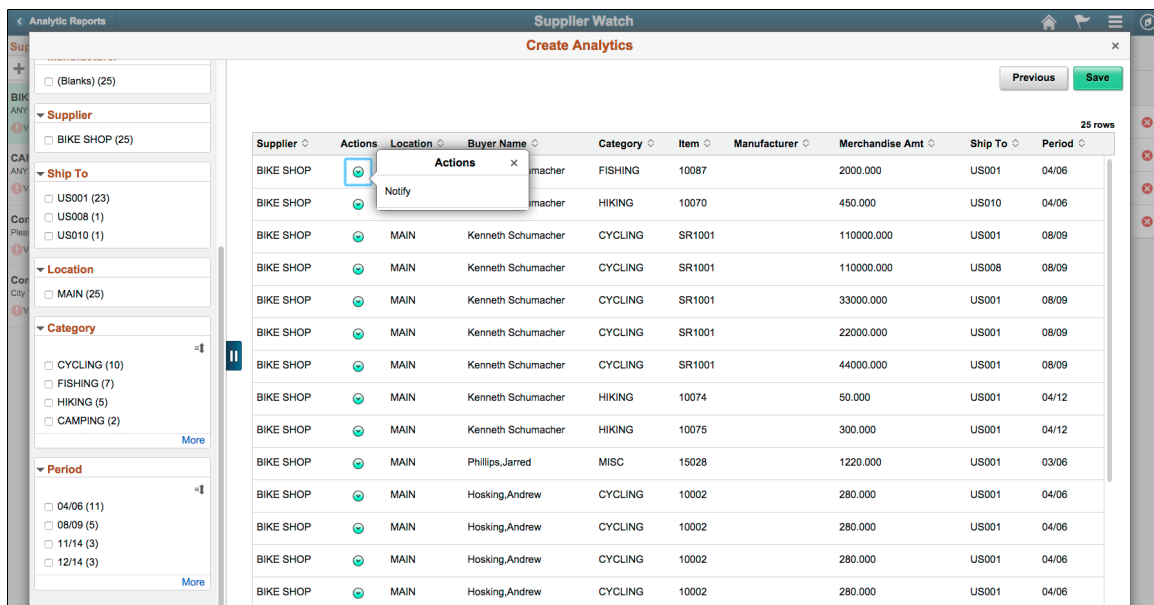 Analytic Reports
Supplier Watch
Create Analytics
×
(Blanks) (25)
Supplier
BIKE SHOP (25)
Ship To
US001 (23)
US008 (1)
US010 (1)
Location
MAIN (25)
Category
CYCLING (10)
FISHING (7)
HIKING (5)
CAMPING (2)
More
Period
04/06 (11)
08/09 (5)
11/14 (3)
12/14 (3)
More
Previous
Save
25 rows
Supplier Actions Location Buyer Name Category Item Manufacturer Merchandise Amt Ship To Period
Actions ×
Notify
BIKE SHOP umacher FISHING 10087 2000.000 US001 04/06
BIKE SHOP umacher HIKING 10070 450.000 US010 04/06
BIKE SHOP MAIN Kenneth Schumacher CYCLING SR1001 110000.000 US001 08/09
BIKE SHOP MAIN Kenneth Schumacher CYCLING SR1001 110000.000 US008 08/09
BIKE SHOP MAIN Kenneth Schumacher CYCLING SR1001 33000.000 US001 08/09
BIKE SHOP MAIN Kenneth Schumacher CYCLING SR1001 22000.000 US001 08/09
BIKE SHOP MAIN Kenneth Schumacher CYCLING SR1001 44000.000 US001 08/09
BIKE SHOP MAIN Kenneth Schumacher HIKING 10074 50.000 US001 04/12
BIKE SHOP MAIN Kenneth Schumacher HIKING 10075 300.000 US001 04/12
BIKE SHOP MAIN Phillips,Jarred MISC 15028 1220.000 US001 03/06
BIKE SHOP MAIN Hosking,Andrew CYCLING 10002 280.000 US001 04/06
BIKE SHOP MAIN Hosking,Andrew CYCLING 10002 280.000 US001 04/06
BIKE SHOP MAIN Hosking,Andrew CYCLING 10002 280.000 US001 04/06
BIKE SHOP MAIN Hosking,Andrew CYCLING 10002 280.000 US001 04/06